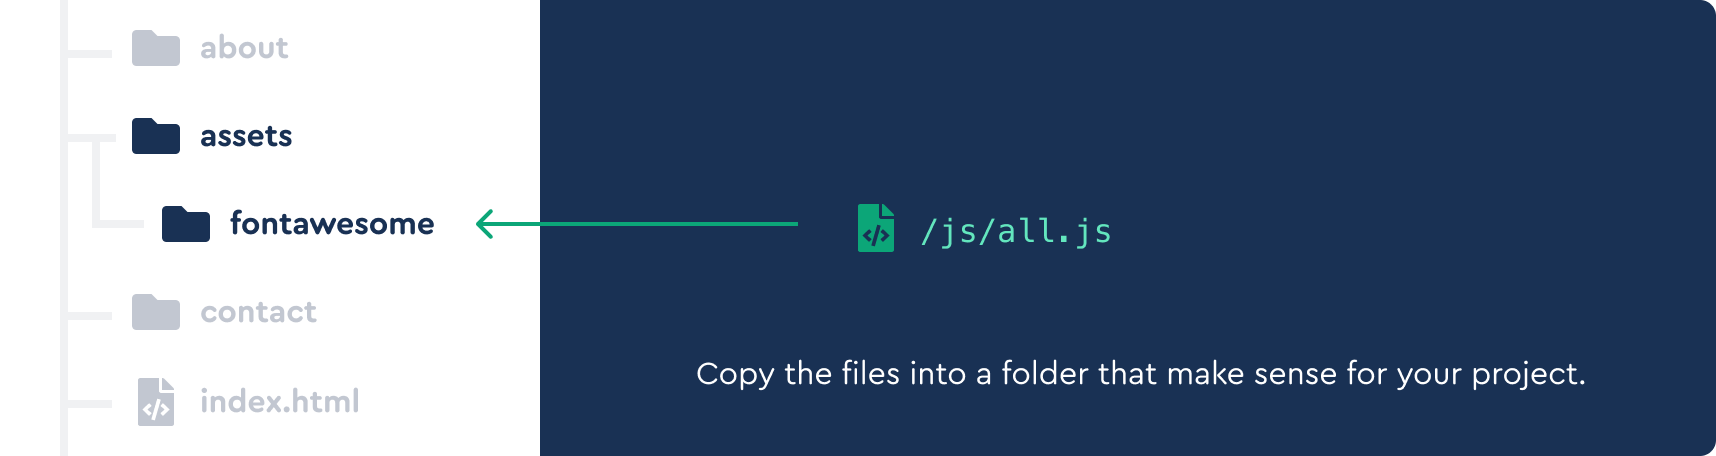 about
assets
fontawesome
contact
index.html
/js/all.js
Copy the files into a folder that make sense for your project.